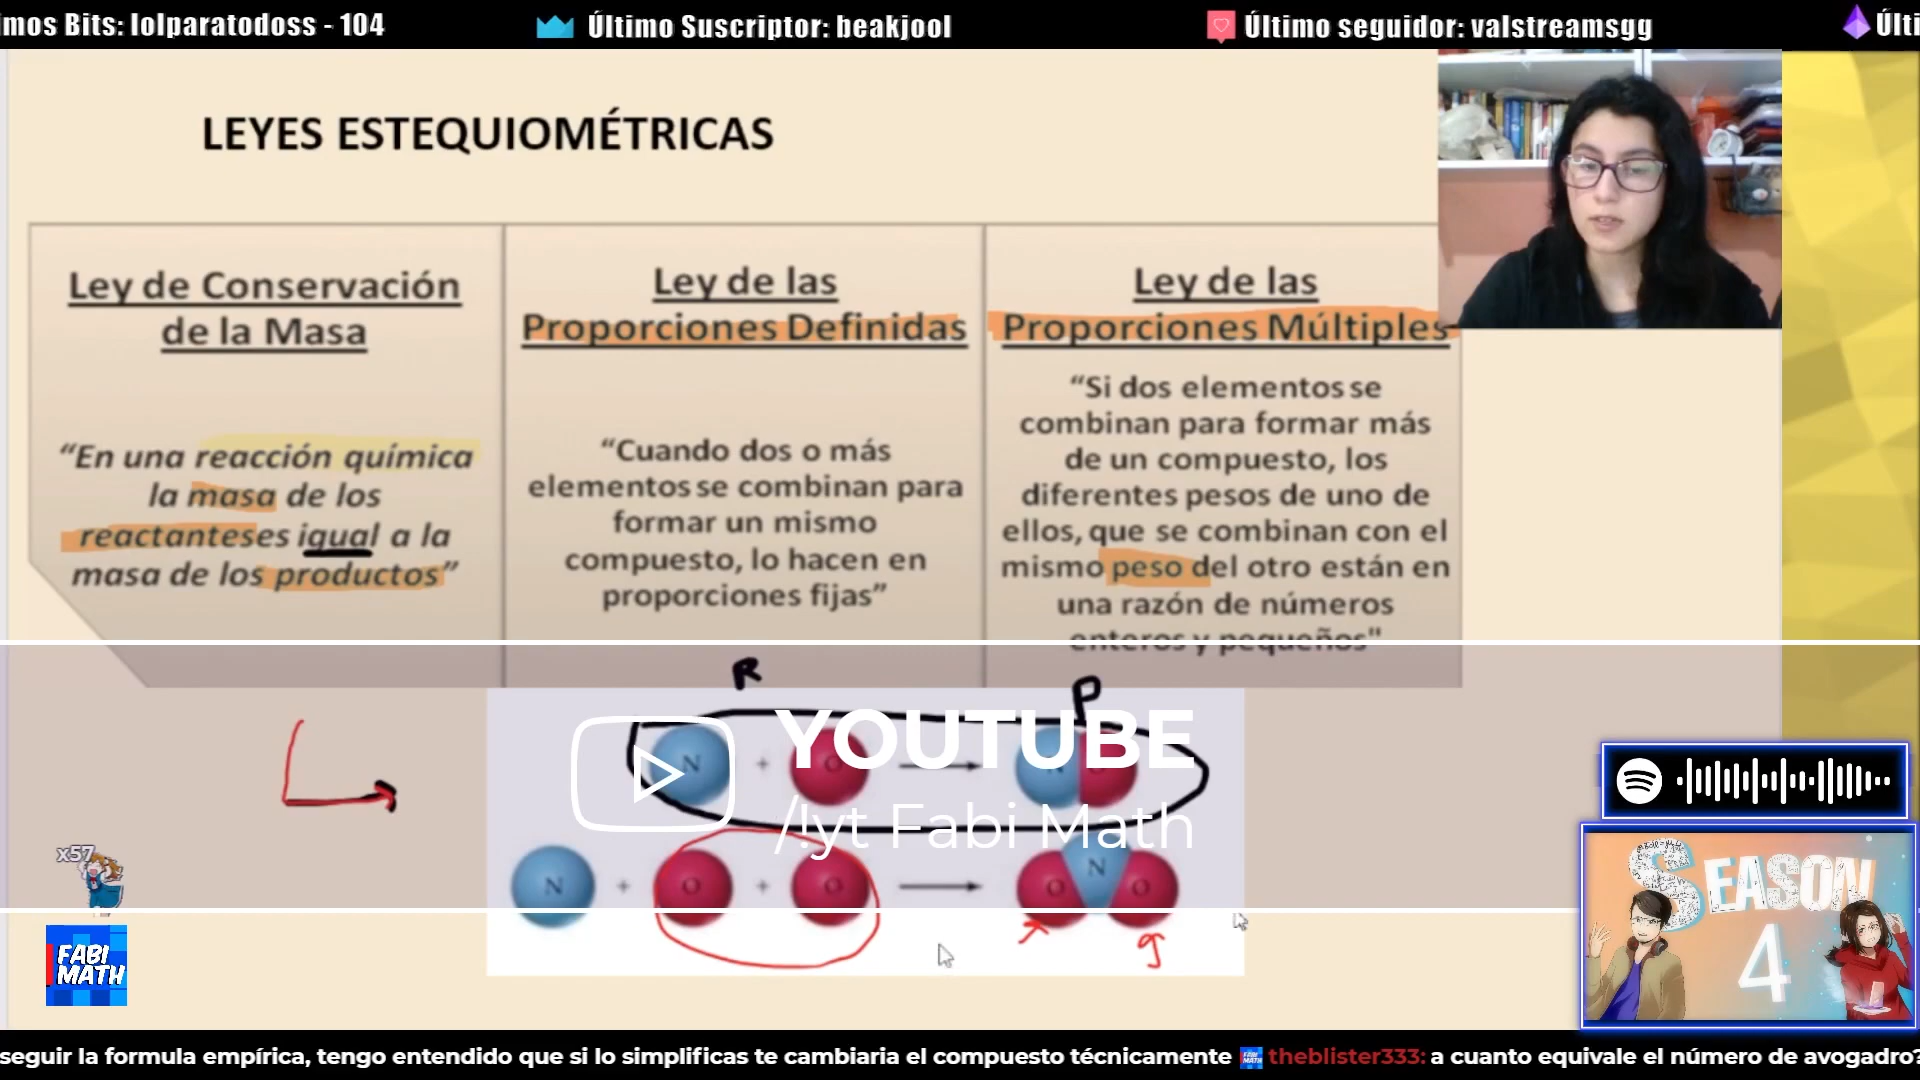 imos Bits: lolparatodoss - 104
Último Suscriptor: beakjool
Último seguidor: valstreamsgg
Últi
LEYES ESTEQUIOMÉTRICAS
Ley de Conservación
de la Masa
“En una reacción química
la masa de los
reactanteses igual a la
masa de los productos”
Ley de las
Proporciones Definidas
“Cuando dos o más
elementos se combinan para
formar un mismo
compuesto, lo hacen en
proporciones fijas”
Ley de las
Proporciones Múltiples
“Si dos elementos se
combinan para formar más
de un compuesto, los
diferentes pesos de uno de
ellos, que se combinan con el
mismo peso del otro están en
una razón de números
enteros y pequeños"
R
P
N + O
N O
YOUTUBE
/!yt Fabi Math
N + O + O
O N O
x57
FABI
MATH
SEASON
4
seguir la formula empírica, tengo entendido que si lo simplificas te cambiaria el compuesto técnicamente
theblister333: a cuanto equivale el número de avogadro?